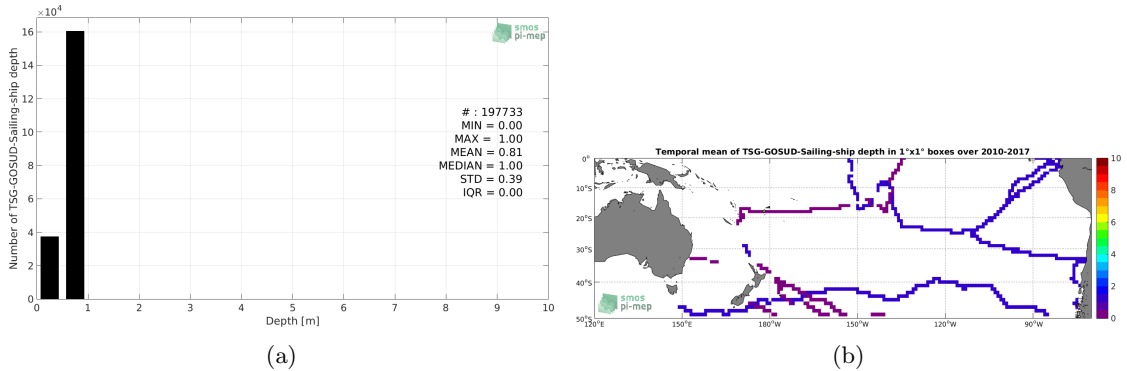 ×10⁴
16
14
12
10
8
6
4
2
0
Number of TSG-GOSUD-Sailing-ship depth
smos
pi-mep
# : 197733
MIN = 0.00
MAX = 1.00
MEAN = 0.81
MEDIAN = 1.00
STD = 0.39
IQR = 0.00
0 1 2 3 4 5 6 7 8 9 10
Depth [m]
(a)
Temporal mean of TSG-GOSUD-Sailing-ship depth in 1°x1° boxes over 2010-2017
0°
10°S
20°S
30°S
40°S
50°S
smos
pi-mep
120°E 150°E 180°W 150°W 120°W 90°W
10
8
6
4
2
0
(b)